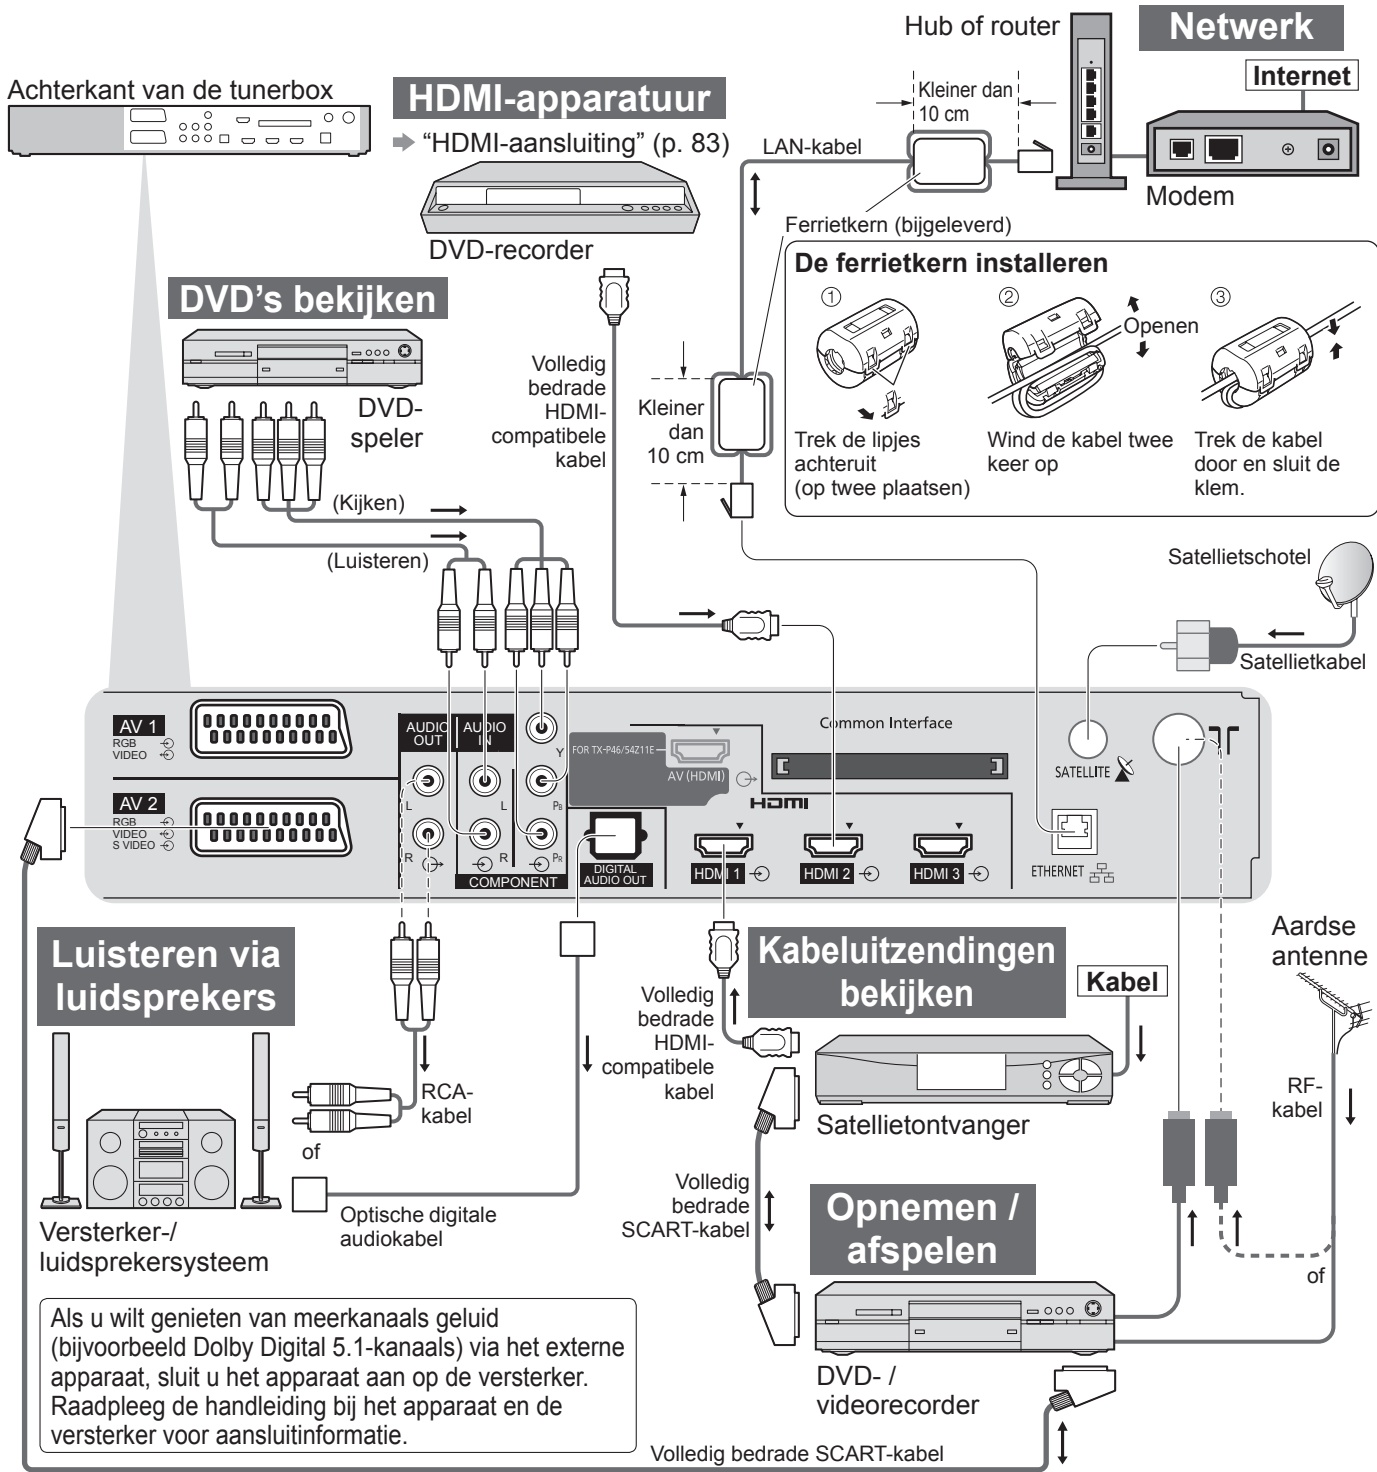 Hub of router
Netwerk
Internet
Achterkant van de tunerbox
HDMI-apparatuur
"HDMI-aansluiting" (p. 83)
DVD-recorder
LAN-kabel
Kleiner dan
10 cm
Modem
Ferrietkern (bijgeleverd)
De ferrietkern installeren
①
②
③
Openen
Trek de lipjes
achteruit
(op twee plaatsen)
Wind de kabel twee
keer op
Trek de kabel
door en sluit de
klem.
DVD's bekijken
DVD-
speler
Volledig
bedrade
HDMI-
compatibele
kabel
Kleiner
dan
10 cm
(Kijken)
(Luisteren)
Satellietschotel
Satellietkabel
AV 1
RGB
VIDEO
AV 2
RGB
VIDEO
S VIDEO
AUDIO
OUT
AUDIO
IN
L
R
L
R
Y
PB
PR
COMPONENT
FOR TX-P46/54Z11E
AV (HDMI)
HDMI
DIGITAL
AUDIO OUT
HDMI 1
HDMI 2
HDMI 3
Common Interface
SATELLITE
ETHERNET
Luisteren via
luidsprekers
RCA-
kabel
of
Optische digitale
audiokabel
Versterker-/
luidsprekersysteem
Kabeluitzendingen
bekijken
Kabel
Volledig
bedrade
HDMI-
compatibele
kabel
Satellietontvanger
Volledig
bedrade
SCART-kabel
Opnemen /
afspelen
DVD- /
videorecorder
Aardse
antenne
RF-
kabel
of
Als u wilt genieten van meerkanaals geluid
(bijvoorbeeld Dolby Digital 5.1-kanaals) via het externe
apparaat, sluit u het apparaat aan op de versterker.
Raadpleeg de handleiding bij het apparaat en de
versterker voor aansluitinformatie.
Volledig bedrade SCART-kabel